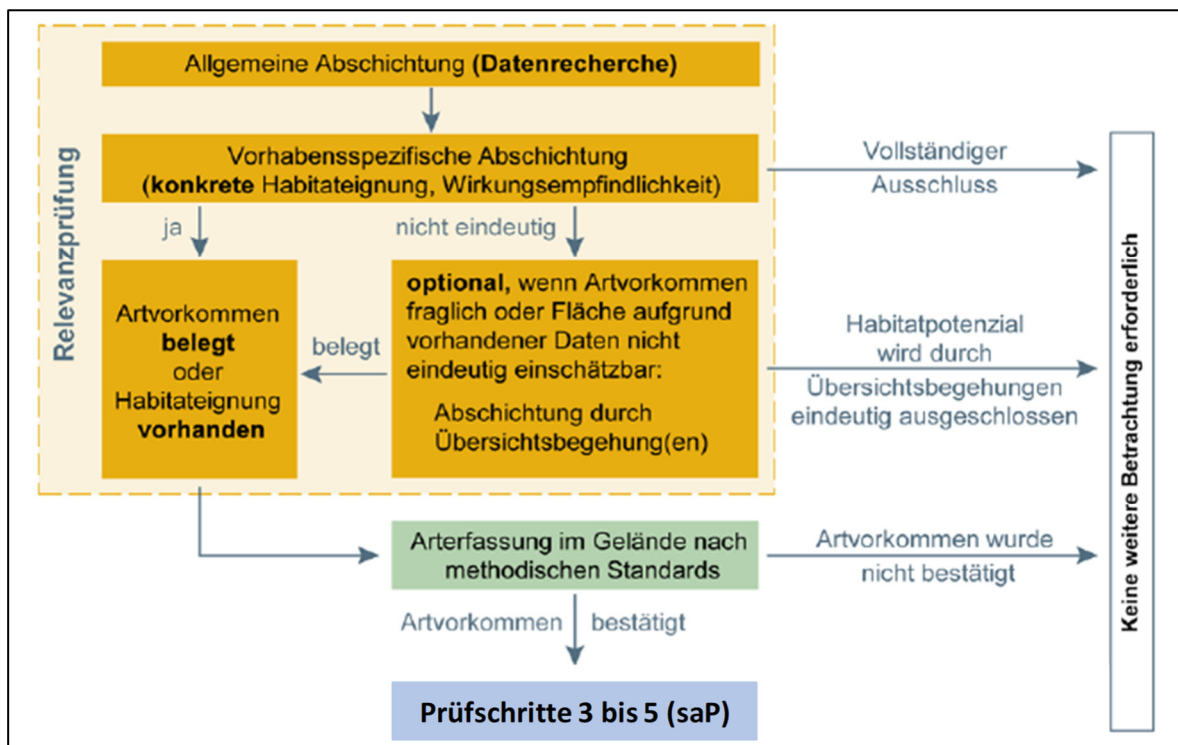 Relevanzprüfung
Allgemeine Abschichtung (Datenrecherche)
Vorhabensspezifische Abschichtung
(konkrete Habitateignung, Wirkungsempfindlichkeit)
Vollständiger
Ausschluss
ja
nicht eindeutig
Artvorkommen
belegt
oder
Habitateignung
vorhanden
belegt
optional, wenn Artvorkommen
fraglich oder Fläche aufgrund
vorhandener Daten nicht
eindeutig einschätzbar:
Abschichtung durch
Übersichtsbegehung(en)
Habitatpotenzial
wird durch
Übersichtsbegehungen
eindeutig ausgeschlossen
Arterfassung im Gelände nach
methodischen Standards
Artvorkommen wurde
nicht bestätigt
Artvorkommen bestätigt
Prüfschritte 3 bis 5 (saP)
Keine weitere Betrachtung erforderlich